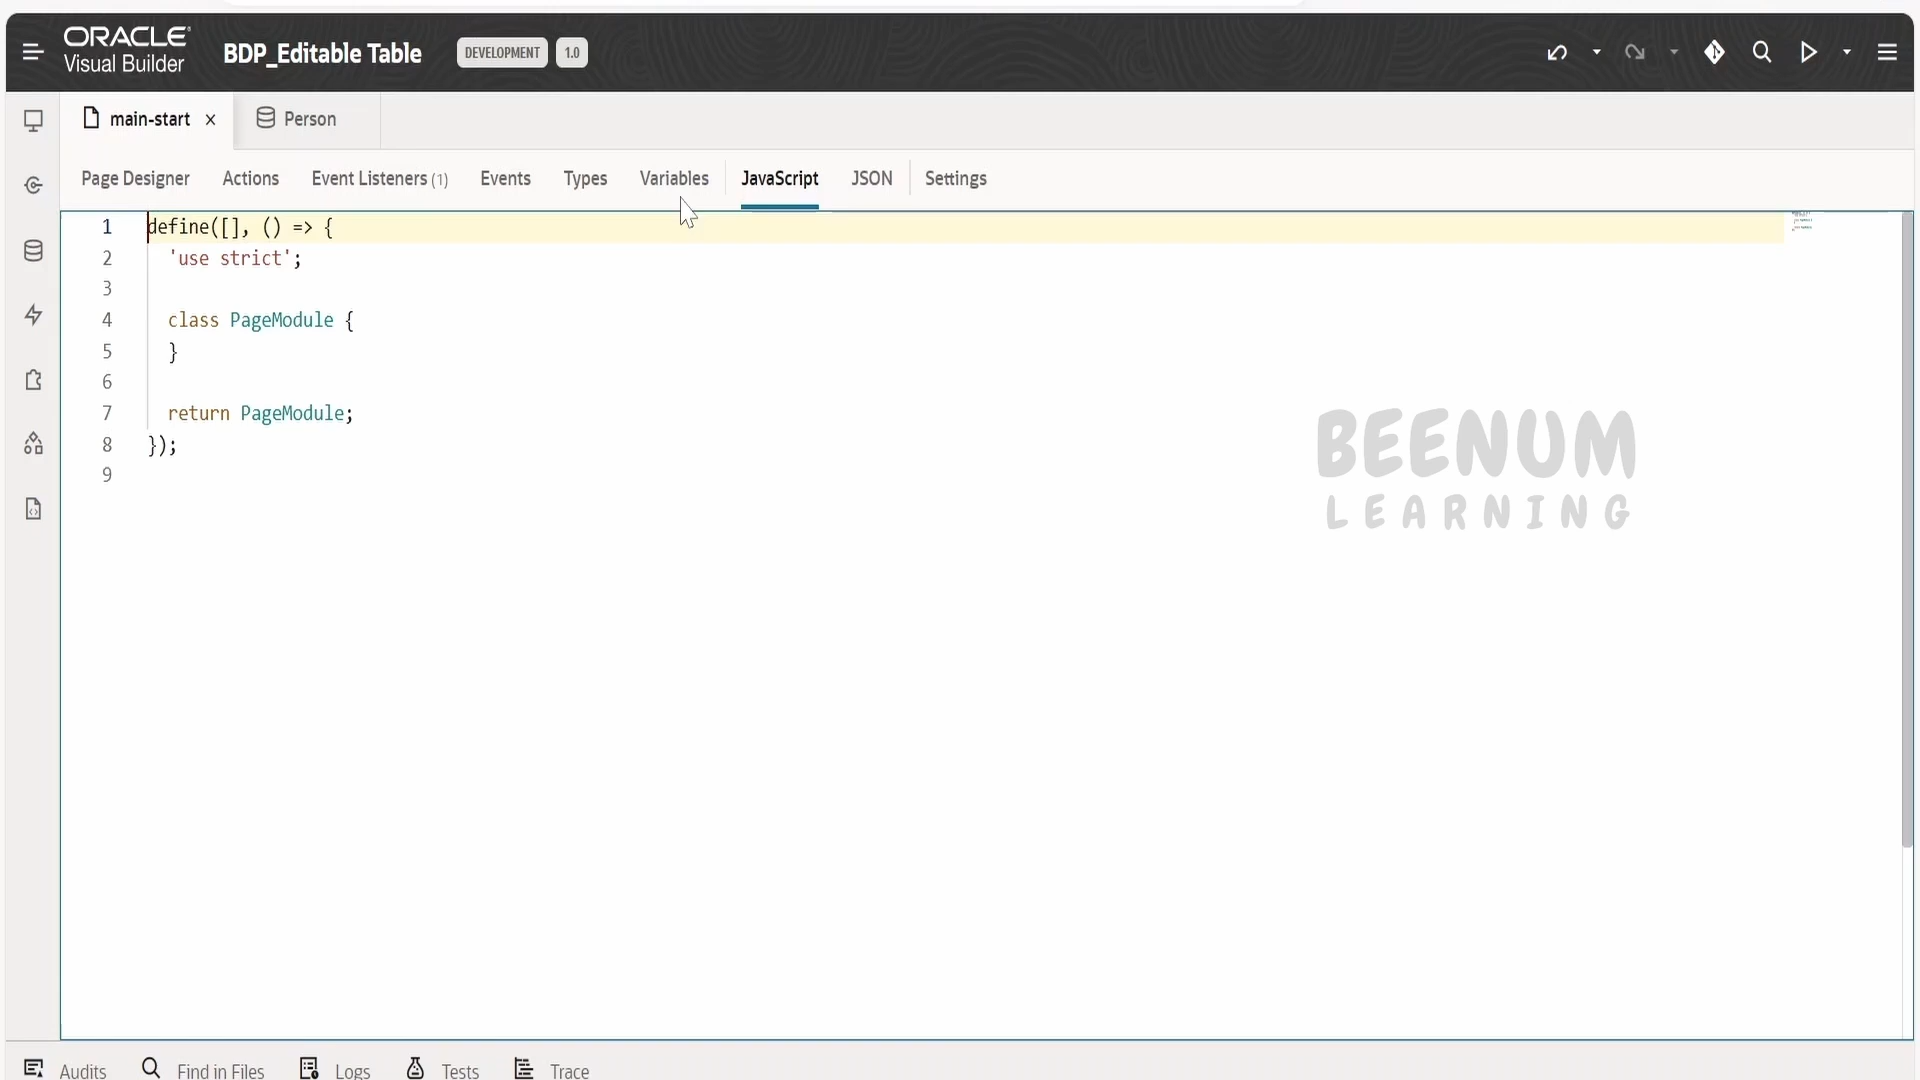 ORACLE
Visual Builder
BDP_Editable Table
DEVELOPMENT
1.0
main-start
Person
Page Designer
Actions
Event Listeners (1)
Events
Types
Variables
JavaScript
JSON
Settings
1 define([], () => {
2 'use strict';
3
4 class PageModule {
5 }
6
7 return PageModule;
8 });
9
BEENUM
LEARNING
Audits
Find in Files
Logs
Tests
Trace